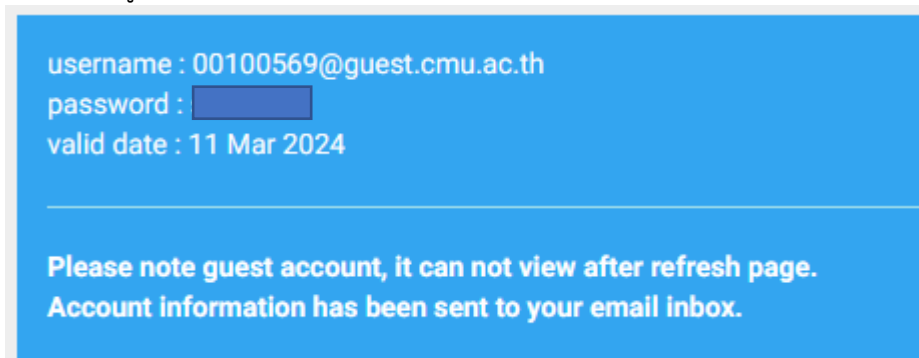 username : 00100569@guest.cmu.ac.th
password :
valid date : 11 Mar 2024
Please note guest account, it can not view after refresh page.
Account information has been sent to your email inbox.